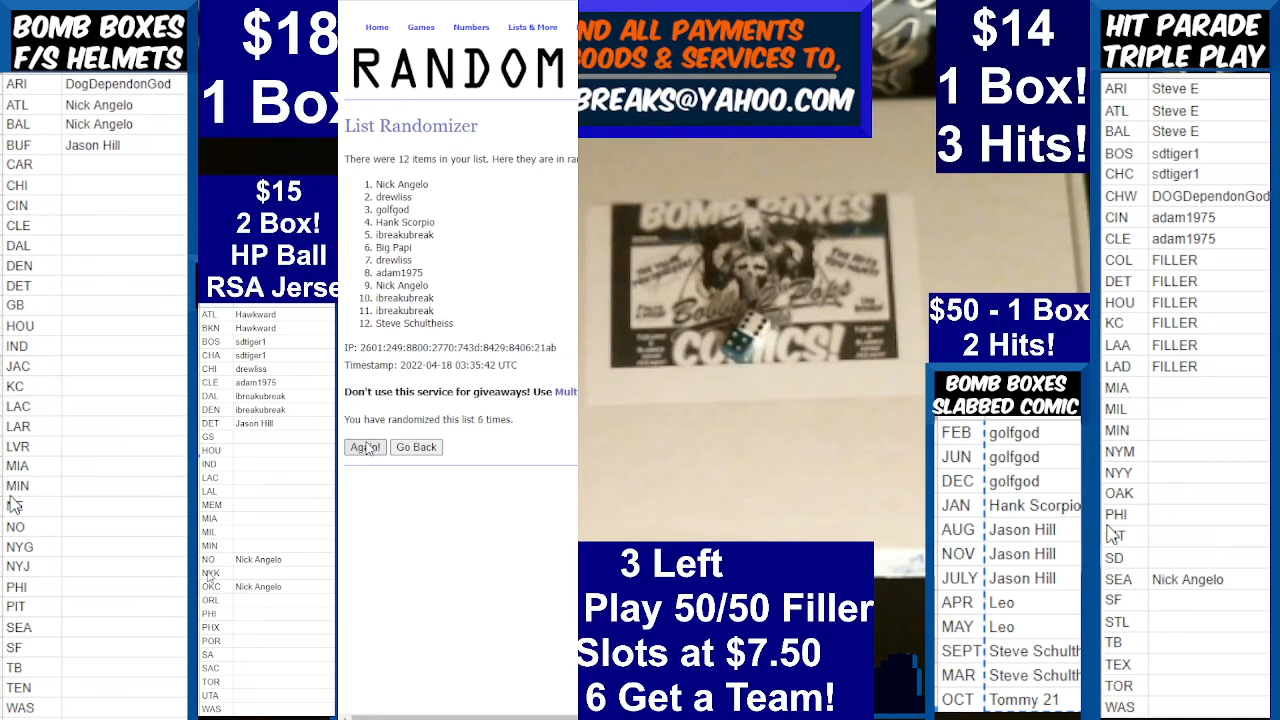 BOMB BOXES
F/S HELMETS
ARI DogDependonGod
ATL Nick Angelo
BAL Nick Angelo
BUF Jason Hill
CAR
CHI
CIN
CLE
DAL
DEN
DET
GB
HOU
IND
JAC
KC
LAC
LAR
LVR
MIA
MIN
NO
NYG
NYJ
PHI
PIT
SEA
SF
TB
TEN
WAS
$18
1 Box
$15
2 Box!
HP Ball
RSA Jerse
ATL Hawkward
BKN Hawkward
BOS sdtiger1
CHA sdtiger1
CHI drewliss
CLE adam1975
DAL ibreakubreak
DEN ibreakubreak
DET Jason Hill
GS
HOU
IND
LAC
LAL
MEM
MIA
MIL
MIN
NO Nick Angelo
NYK
OKC Nick Angelo
ORL
PHI
PHX
POR
SA
SAC
TOR
UTA
WAS
Home Games Numbers Lists & More
RANDOM
List Randomizer
There were 12 items in your list. Here they are in ra
1. Nick Angelo
2. drewliss
3. golfgod
4. Hank Scorpio
5. ibreakubreak
6. Big Papi
7. drewliss
8. adam1975
9. Nick Angelo
10. ibreakubreak
11. ibreakubreak
12. Steve Schultheiss
IP: 2601:249:8800:2770:743d:8429:8406:21ab
Timestamp: 2022-04-18 03:35:42 UTC
Don't use this service for giveaways! Use Mult
You have randomized this list 6 times.
Again! Go Back
ND ALL PAYMENTS
OODS & SERVICES TO,
BREAKS@YAHOO.COM
BOMB BOXES
COMICS!
3 Left
Play 50/50 Filler
Slots at $7.50
6 Get a Team!
$14
1 Box!
3 Hits!
$50 - 1 Box
2 Hits!
BOMB BOXES
SLABBED COMIC
FEB golfgod
JUN golfgod
DEC golfgod
JAN Hank Scorpio
AUG Jason Hill
NOV Jason Hill
JULY Jason Hill
APR Leo
MAY Leo
SEPT Steve Schulth
MAR Steve Schulth
OCT Tommy 21
HIT PARADE
TRIPLE PLAY
ARI Steve E
ATL Steve E
BAL Steve E
BOS sdtiger1
CHC sdtiger1
CHW DOGDependonGod
CIN adam1975
CLE adam1975
COL FILLER
DET FILLER
HOU FILLER
KC FILLER
LAA FILLER
LAD FILLER
MIA
MIL
MIN
NYM
NYY
OAK
PHI
SD
SEA Nick Angelo
SF
STL
TB
TEX
TOR
WAS